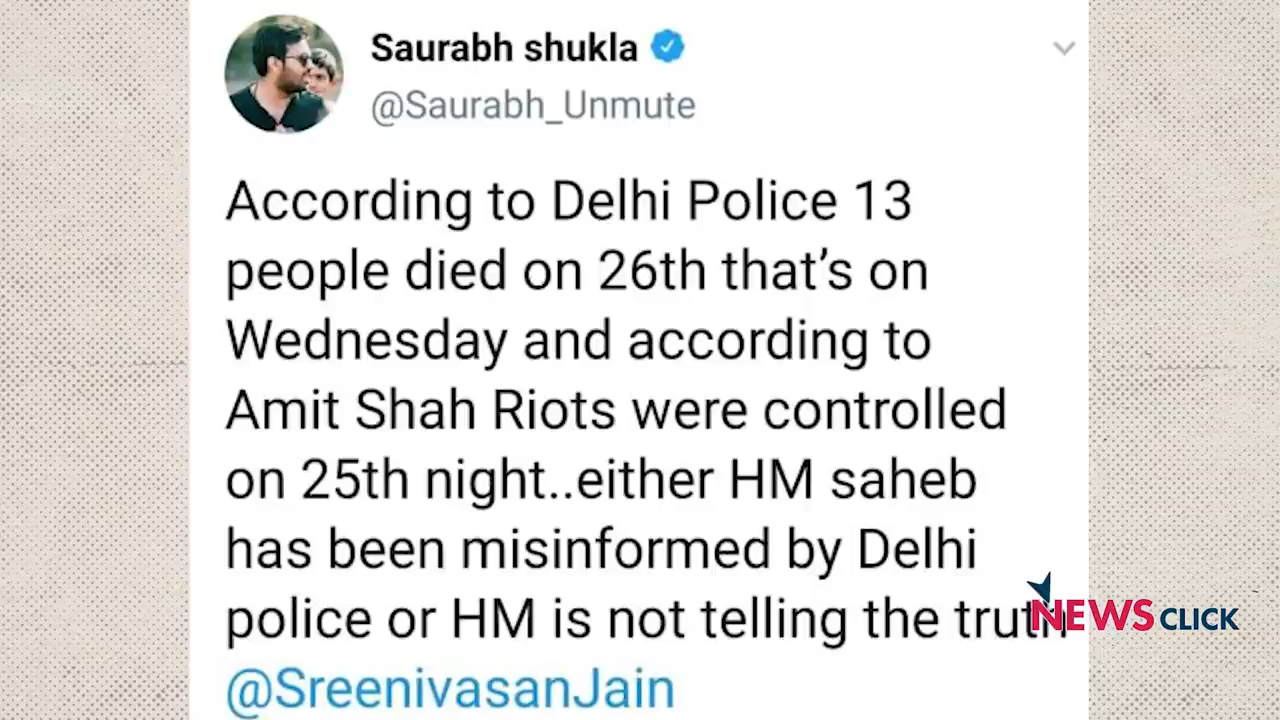 Saurabh shukla
@Saurabh_Unmute
According to Delhi Police 13
people died on 26th that's on
Wednesday and according to
Amit Shah Riots were controlled
on 25th night..either HM saheb
has been misinformed by Delhi
police or HM is not telling the truth
NEWSCLICK
@SreenivasanJain